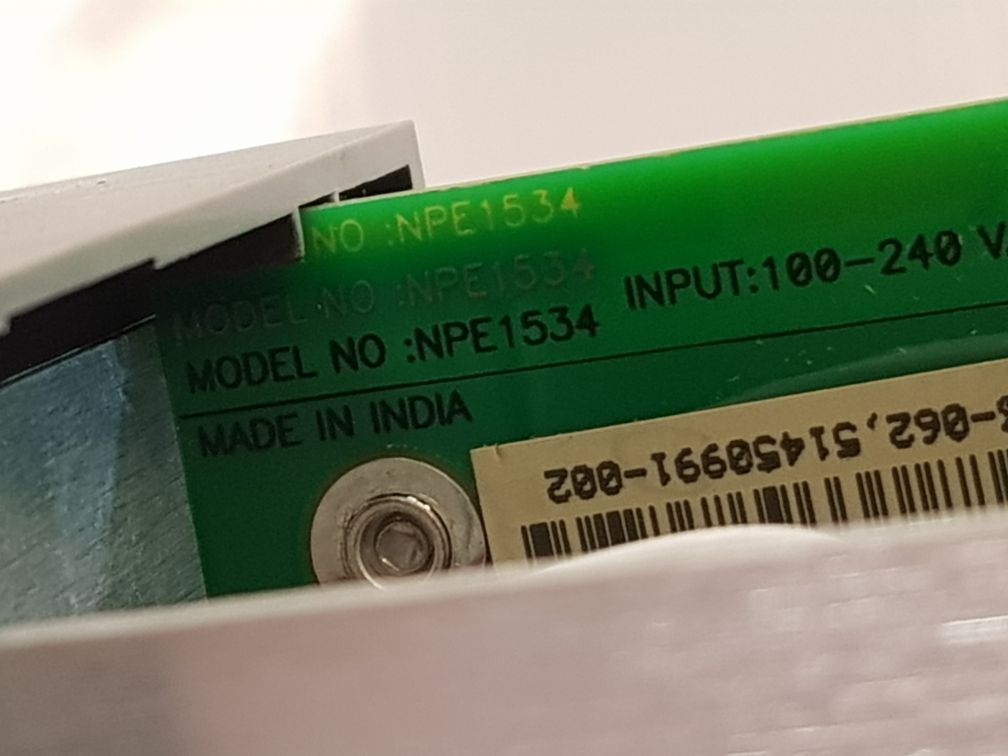 NO :NPE1534
MODEL NO :NPE1534
MODEL NO :NPE1534 INPUT:100-240
MADE IN INDIA
-062,51450991-002